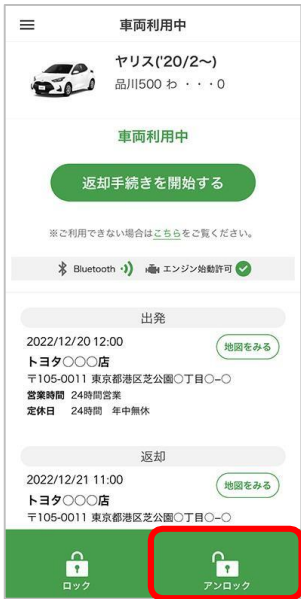 車両利用中
ヤリス('20/2〜)
品川500 わ ・・・0
車両利用中
返却手続きを開始する
※ご利用できない場合はこちらをご覧ください。
Bluetooth エンジン始動許可
出発
2022/12/20 12:00
地図をみる
トヨタ○○○店
〒105-0011 東京都港区芝公園○丁目○−○
営業時間 24時間営業
定休日 24時間 年中無休
返却
2022/12/21 11:00
地図をみる
トヨタ○○○店
〒105-0011 東京都港区芝公園○丁目○−○
ロック アンロック